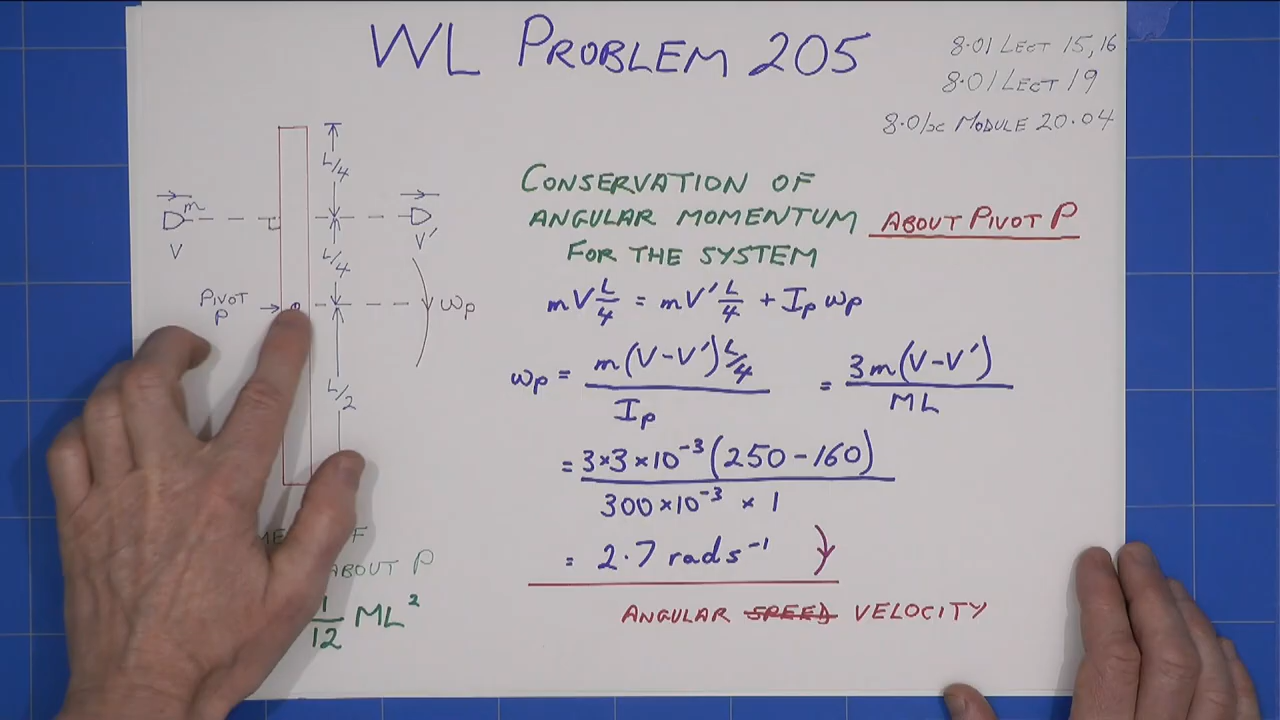 WL PROBLEM 205
8.01 LECT 15,16
8.01 LECT 19
8.01x MODULE 20.04
L/4
m
V
V'
L/4
PIVOT
P
ωp
L/2
ABOUT P
1/12 ML²
CONSERVATION OF
ANGULAR MOMENTUM ABOUT PIVOT P
FOR THE SYSTEM
mV L/4 = mV' L/4 + Ip ωp
ωp = m(V-V') L/4 / Ip = 3m(V-V') / ML
= 3×3×10⁻³(250-160) / 300×10⁻³ × 1
= 2.7 rad s⁻¹
ANGULAR SPEED VELOCITY